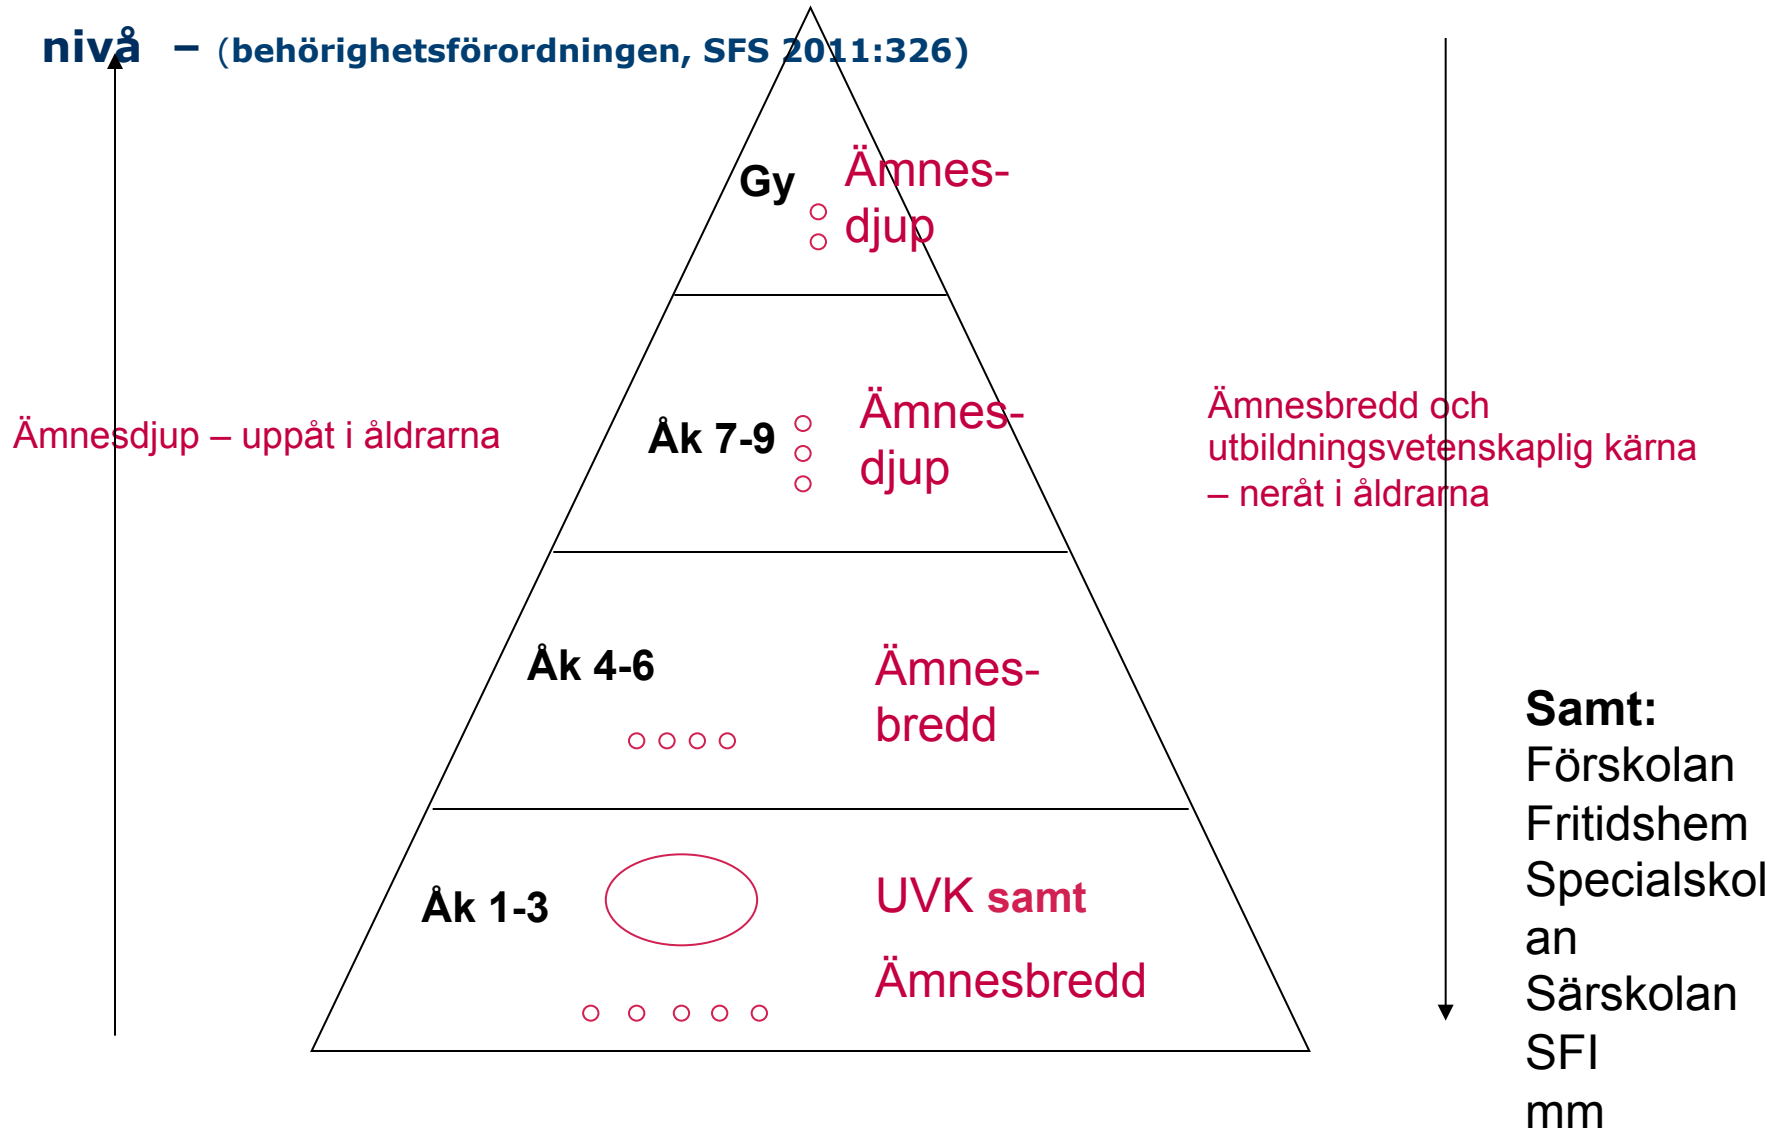 nivå – (behörighetsförordningen, SFS 2011:326)
Gy
Ämnes-
djup
Ämnesdjup – uppåt i åldrarna
Åk 7-9
Ämnes-
djup
Ämnesbredd och
utbildningsvetenskaplig kärna
– neråt i åldrarna
Åk 4-6
Ämnes-
bredd
Åk 1-3
UVK samt
Ämnesbredd
Samt:
Förskolan
Fritidshem
Specialskol
an
Särskolan
SFI
mm